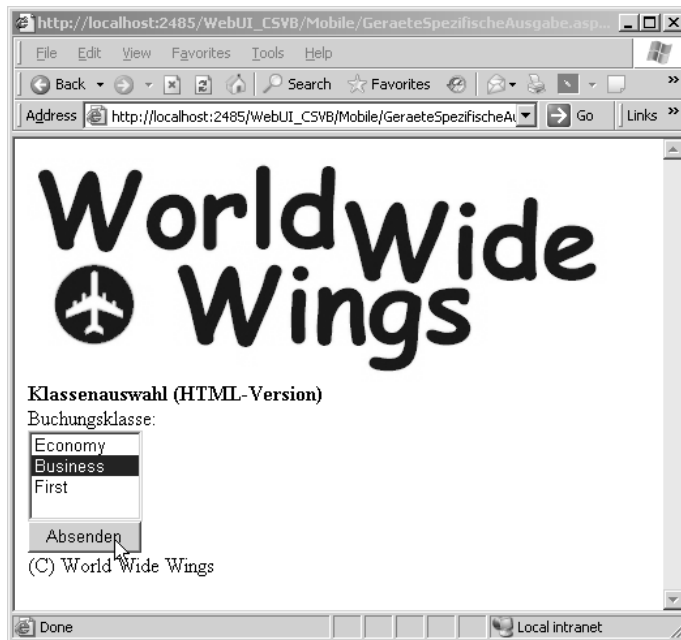 http://localhost:2485/WebUI_CSVB/Mobile/GeraeteSpezifischeAusgabe.asp...
File Edit View Favorites Tools Help
Back Search Favorites »
Address http://localhost:2485/WebUI_CSVB/Mobile/GeraeteSpezifischeAu Go Links »
World Wide
Wings
Klassenauswahl (HTML-Version)
Buchungsklasse:
Economy
Business
First
Absenden
(C) World Wide Wings
Done Local intranet